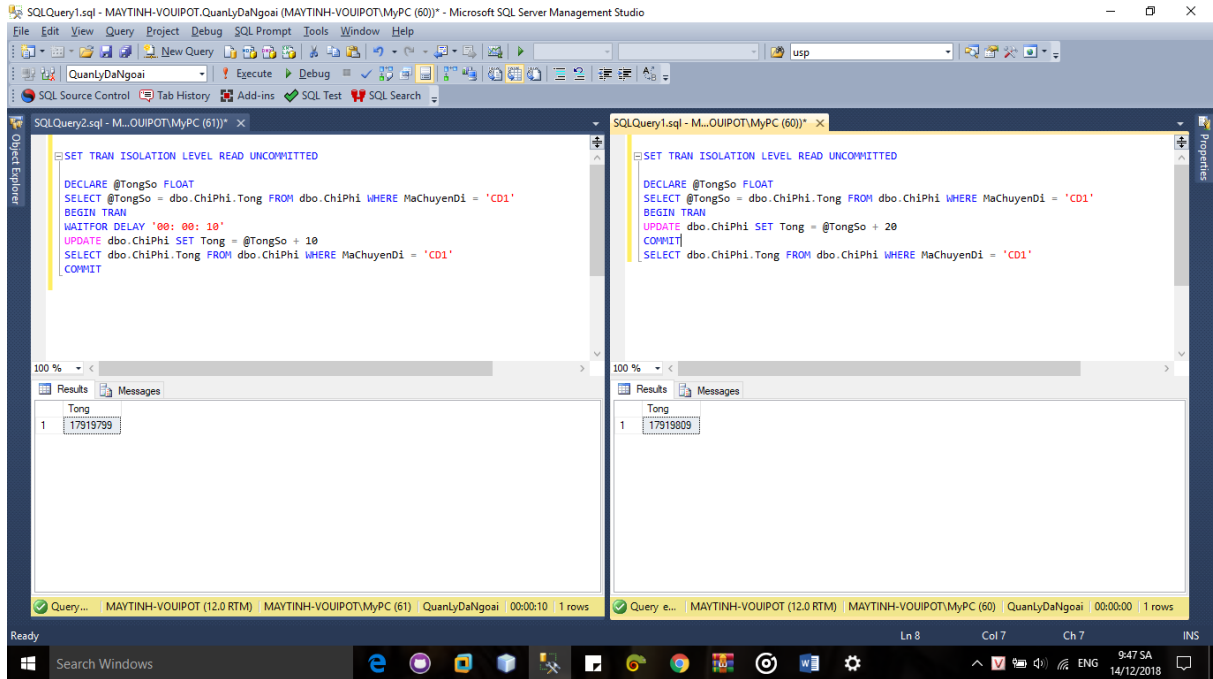 SQLQuery1.sql - MAYTINH-VOUIPOT.QuanLyDaNgoai (MAYTINH-VOUIPOT\MyPC (60))* - Microsoft SQL Server Management Studio
File Edit View Query Project Debug SQL Prompt Tools Window Help
New Query usp
QuanLyDaNgoai Execute Debug
SQL Source Control Tab History Add-ins SQL Test SQL Search
Object Explorer
SQLQuery2.sql - M...OUIPOT\MyPC (61))*
SET TRAN ISOLATION LEVEL READ UNCOMMITTED
DECLARE @TongSo FLOAT
SELECT @TongSo = dbo.ChiPhi.Tong FROM dbo.ChiPhi WHERE MaChuyenDi = 'CD1'
BEGIN TRAN
WAITFOR DELAY '00: 00: 10'
UPDATE dbo.ChiPhi SET Tong = @TongSo + 10
SELECT dbo.ChiPhi.Tong FROM dbo.ChiPhi WHERE MaChuyenDi = 'CD1'
COMMIT
100 %
Results Messages
Tong
1 17919799
Query... MAYTINH-VOUIPOT (12.0 RTM) MAYTINH-VOUIPOT\MyPC (61) QuanLyDaNgoai 00:00:10 1 rows
SQLQuery1.sql - M...OUIPOT\MyPC (60))*
SET TRAN ISOLATION LEVEL READ UNCOMMITTED
DECLARE @TongSo FLOAT
SELECT @TongSo = dbo.ChiPhi.Tong FROM dbo.ChiPhi WHERE MaChuyenDi = 'CD1'
BEGIN TRAN
UPDATE dbo.ChiPhi SET Tong = @TongSo + 20
COMMIT
SELECT dbo.ChiPhi.Tong FROM dbo.ChiPhi WHERE MaChuyenDi = 'CD1'
100 %
Results Messages
Tong
1 17919809
Query e... MAYTINH-VOUIPOT (12.0 RTM) MAYTINH-VOUIPOT\MyPC (60) QuanLyDaNgoai 00:00:00 1 rows
Properties
Ready Ln 8 Col 7 Ch 7 INS
Search Windows ENG 9:47 SA
14/12/2018